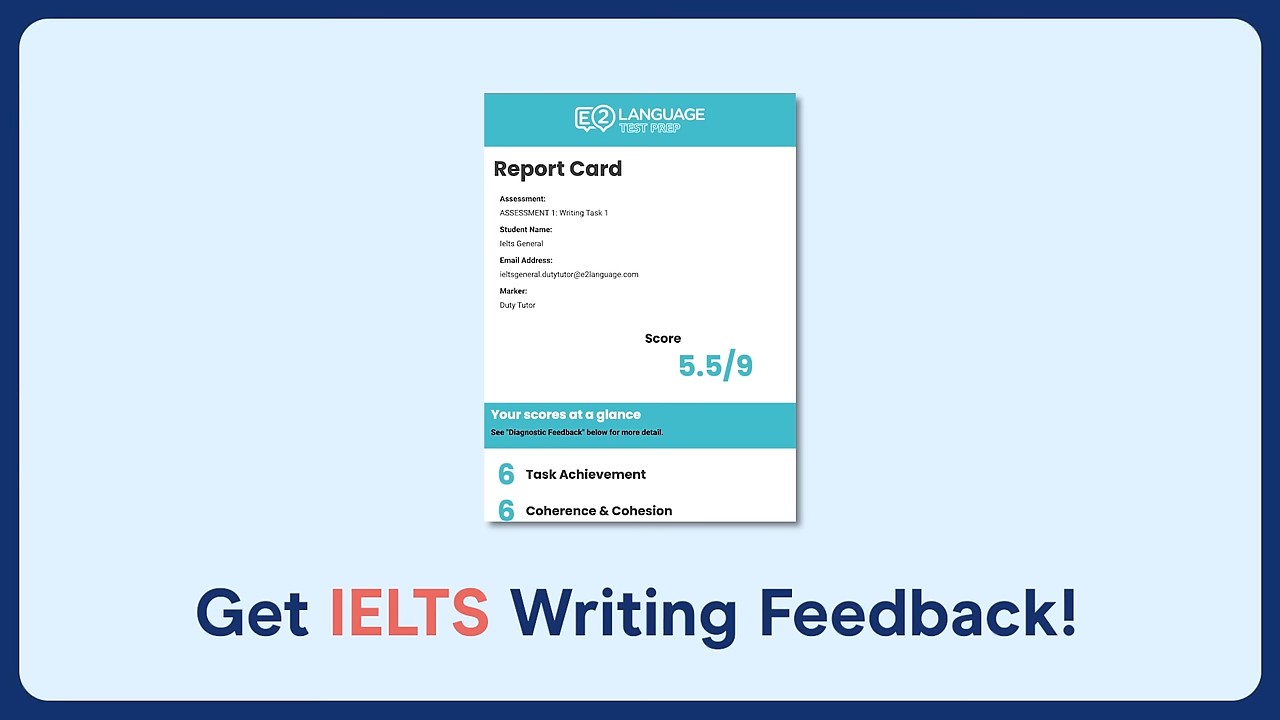 E2 LANGUAGE
TEST PREP
Report Card
Assessment:
ASSESSMENT 1: Writing Task 1
Student Name:
Ielts General
Email Address:
ieltsgeneral.dutytutor@e2language.com
Marker:
Duty Tutor
Score
5.5/9
Your scores at a glance
See "Diagnostic Feedback" below for more detail.
6 Task Achievement
6 Coherence & Cohesion
Get IELTS Writing Feedback!